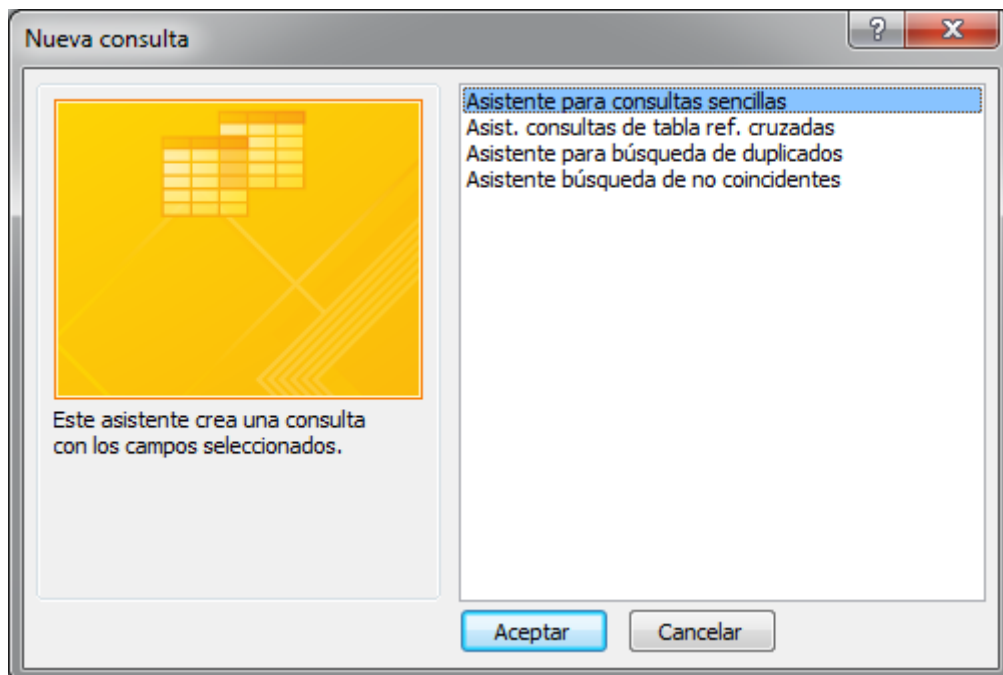 Nueva consulta
Asistente para consultas sencillas
Asist. consultas de tabla ref. cruzadas
Asistente para búsqueda de duplicados
Asistente búsqueda de no coincidentes
Este asistente crea una consulta
con los campos seleccionados.
Aceptar
Cancelar